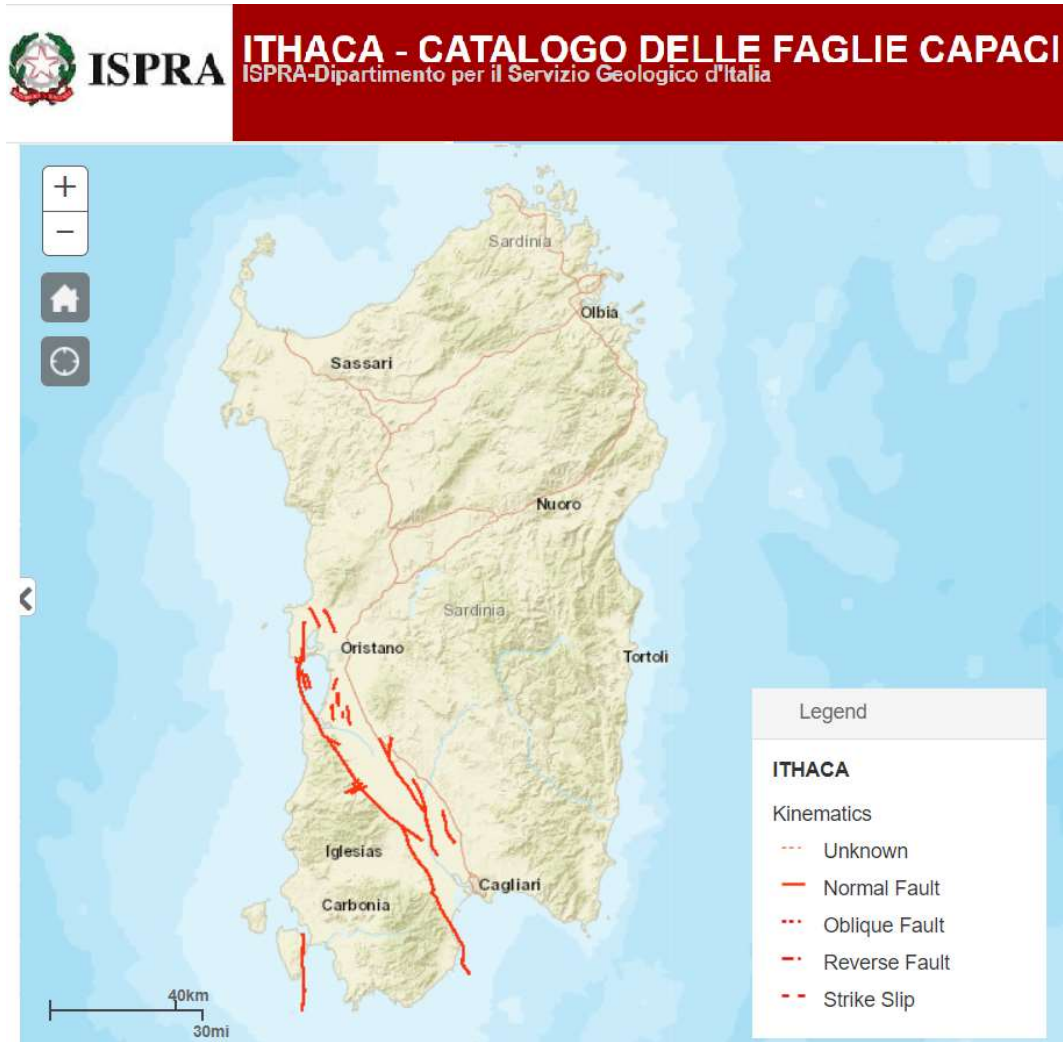 ISPRA
ITHACA - CATALOGO DELLE FAGLIE CAPACI
ISPRA-Dipartimento per il Servizio Geologico d'Italia
+
−
Sardinia
Olbia
Sassari
Nuoro
Sardinia
Oristano
Tortolì
Iglesias
Cagliari
Carbonia
40km
30mi
Legend
ITHACA
Kinematics
Unknown
Normal Fault
Oblique Fault
Reverse Fault
Strike Slip